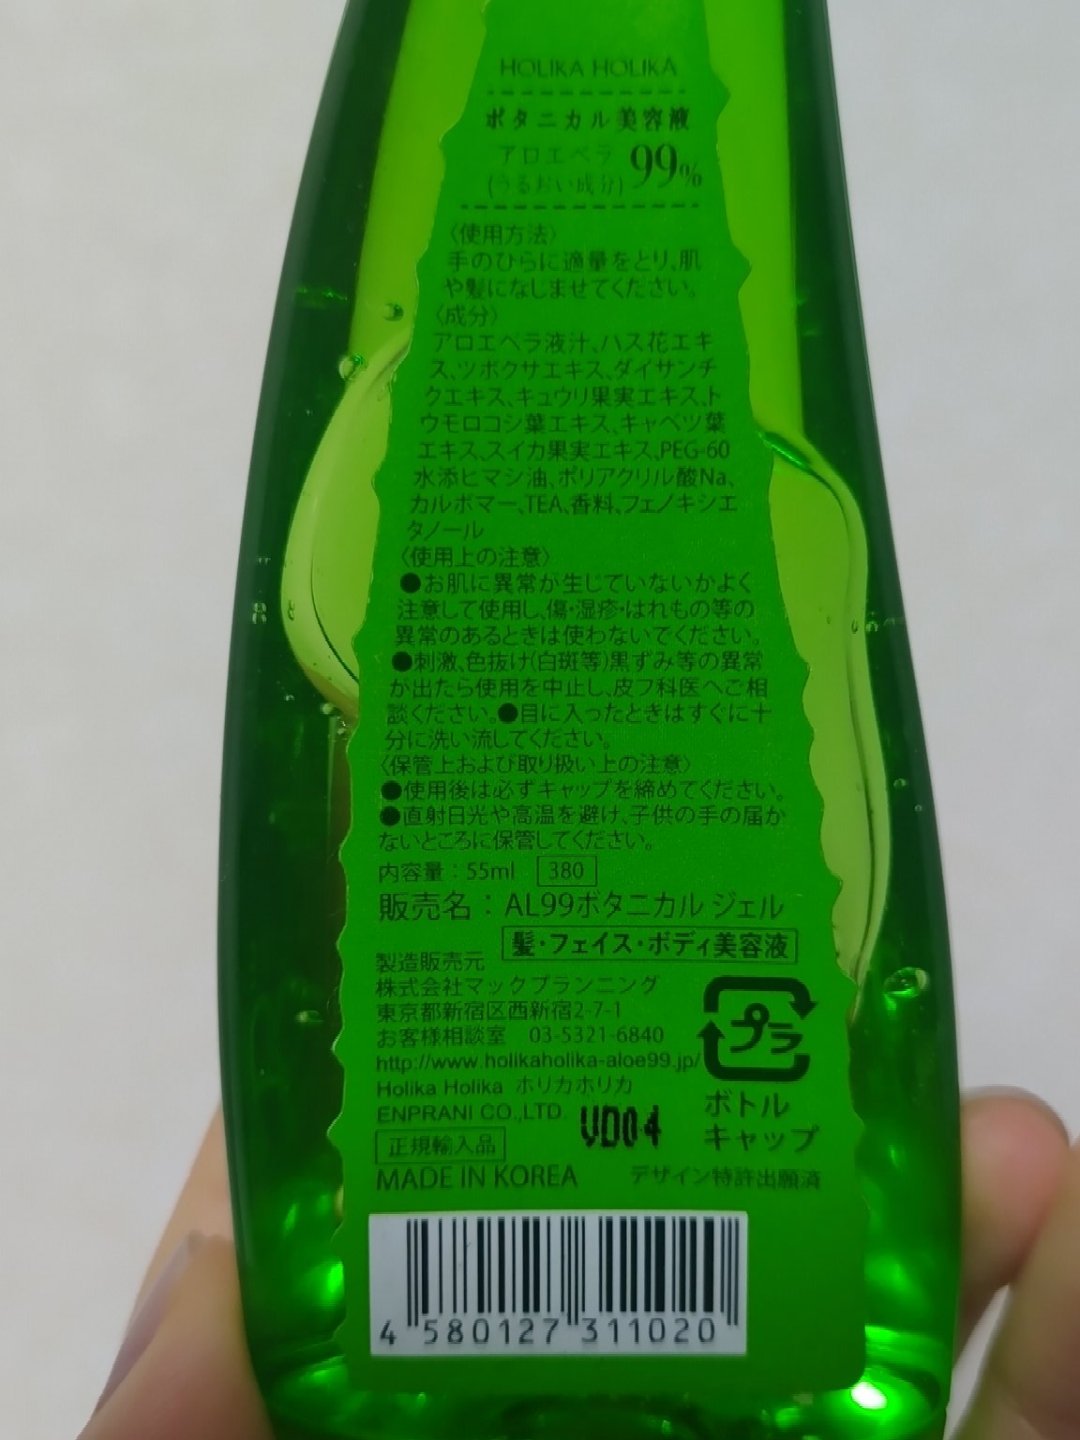 HOLIKA HOLIKA
ボタニカル美容液
アロエベラ 99%
(うるおい成分)
〈使用方法〉
手のひらに適量をとり、肌
や髪になじませてください。
〈成分〉
アロエベラ液汁、ハス花エキ
ス、ツボクサエキス、ダイサンチ
クエキス、キュウリ果実エキス、ト
ウモロコシ葉エキス、キャベツ葉
エキス、スイカ果実エキス、PEG-60
水添ヒマシ油、ポリアクリル酸Na、
カルボマー、TEA、香料、フェノキシエ
タノール
〈使用上の注意〉
●お肌に異常が生じていないかよく
注意して使用し、傷・湿疹・はれもの等の
異常のあるときは使わないでください。
●刺激、色抜け(白斑等)黒ずみ等の異常
が出たら使用を中止し、皮フ科医へご相
談ください。●目に入ったときはすぐに十
分に洗い流してください。
〈保管上および取り扱い上の注意〉
●使用後は必ずキャップを締めてください。
●直射日光や高温を避け、子供の手の届か
ないところに保管してください。
内容量：55ml 380
販売名：AL99ボタニカル ジェル
髪・フェイス・ボディ美容液
製造販売元
株式会社マックプランニング
東京都新宿区西新宿2-7-1
お客様相談室 03-5321-6840
http://www.holikaholika-aloe99.jp/
Holika Holika ホリカホリカ
ENPRANI CO.,LTD.
プラ
ボトル
キャップ
VD04
正規輸入品
MADE IN KOREA デザイン特許出願済
4 580127 311020